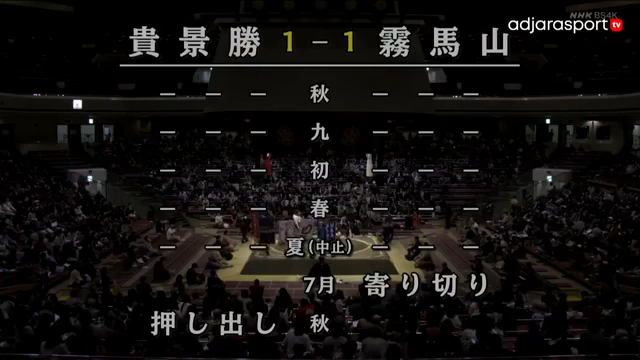 NHK BS4K
adjarasport tv
貴景勝 1-1 霧馬山
--- 秋 ---
--- 九 ---
--- 初 ---
--- 春 ---
--- 夏(中止) ---
7月 寄り切り
押し出し 秋